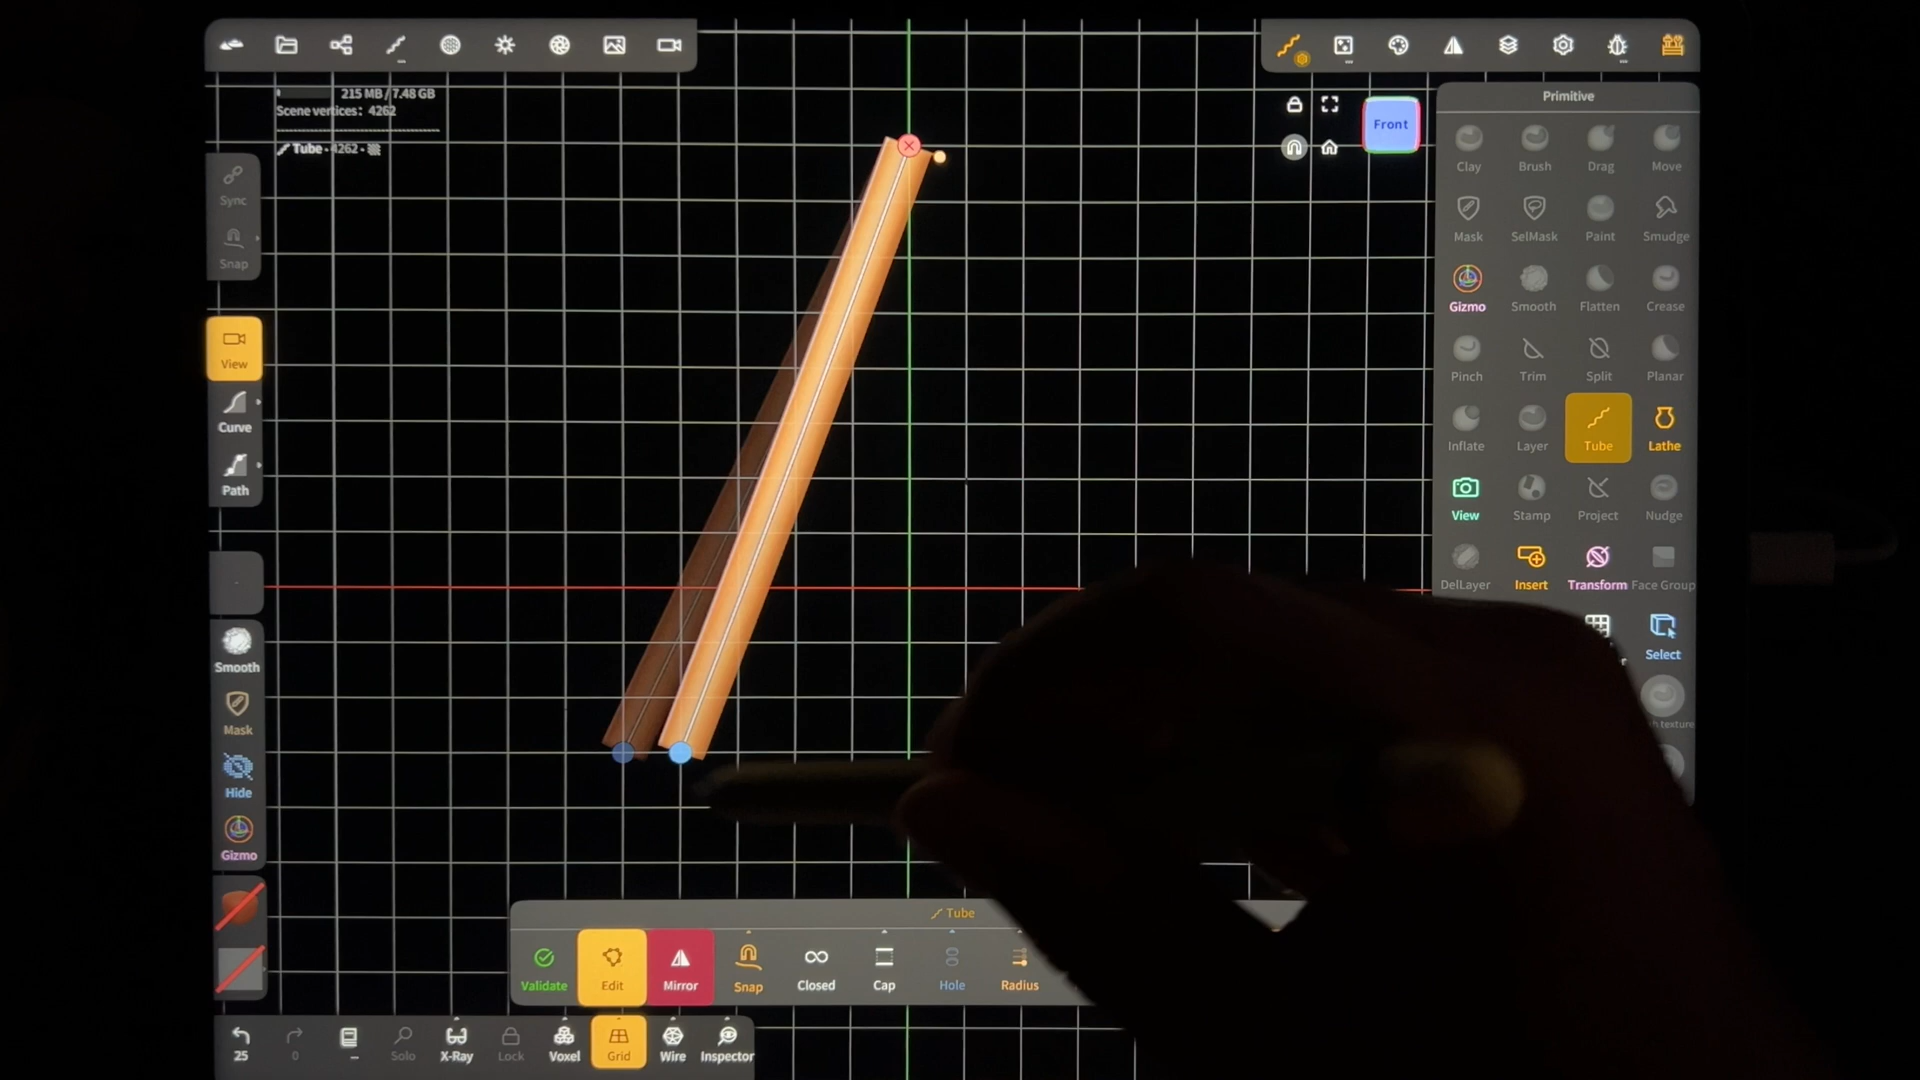 215 MB / 7.48 GB
Scene vertices: 4262
Tube • 4262 •
Front
Primitive
Clay
Brush
Drag
Move
Mask
SelMask
Paint
Smudge
Gizmo
Smooth
Flatten
Crease
Pinch
Trim
Split
Planar
Inflate
Layer
Tube
Lathe
View
Stamp
Project
Nudge
DelLayer
Insert
Transform
Face Group
Select
texture
Sync
Snap
View
Curve
Path
Smooth
Mask
Hide
Gizmo
Tube
Validate
Edit
Mirror
Snap
Closed
Cap
Hole
Radius
25
0
Solo
X-Ray
Lock
Voxel
Grid
Wire
Inspector